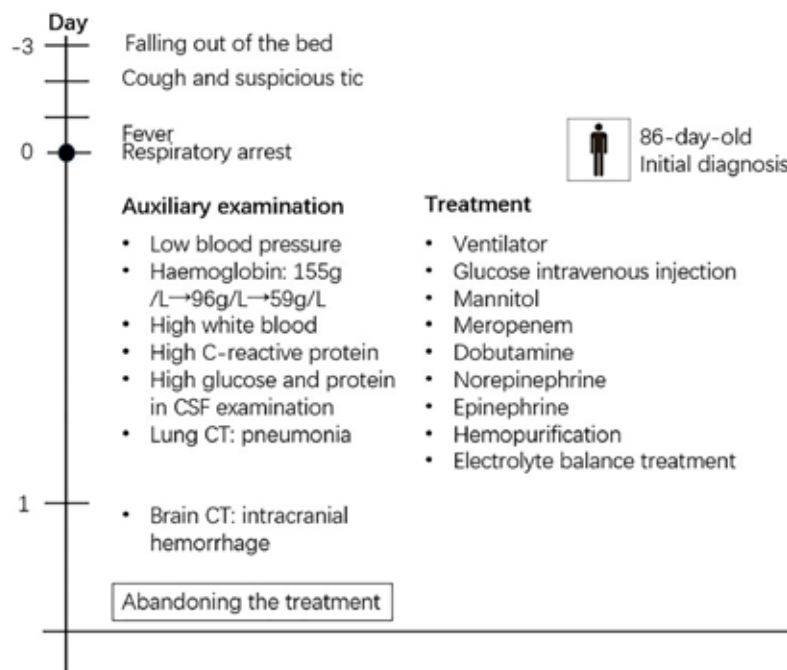 Day
-3
Falling out of the bed
Cough and suspicious tic
Fever
0
Respiratory arrest
86-day-old
Initial diagnosis
Auxiliary examination
• Low blood pressure
• Haemoglobin: 155g
/L→96g/L→59g/L
• High white blood
• High C-reactive protein
• High glucose and protein
in CSF examination
• Lung CT: pneumonia
Treatment
• Ventilator
• Glucose intravenous injection
• Mannitol
• Meropenem
• Dobutamine
• Norepinephrine
• Epinephrine
• Hemopurification
• Electrolyte balance treatment
1
• Brain CT: intracranial
hemorrhage
Abandoning the treatment